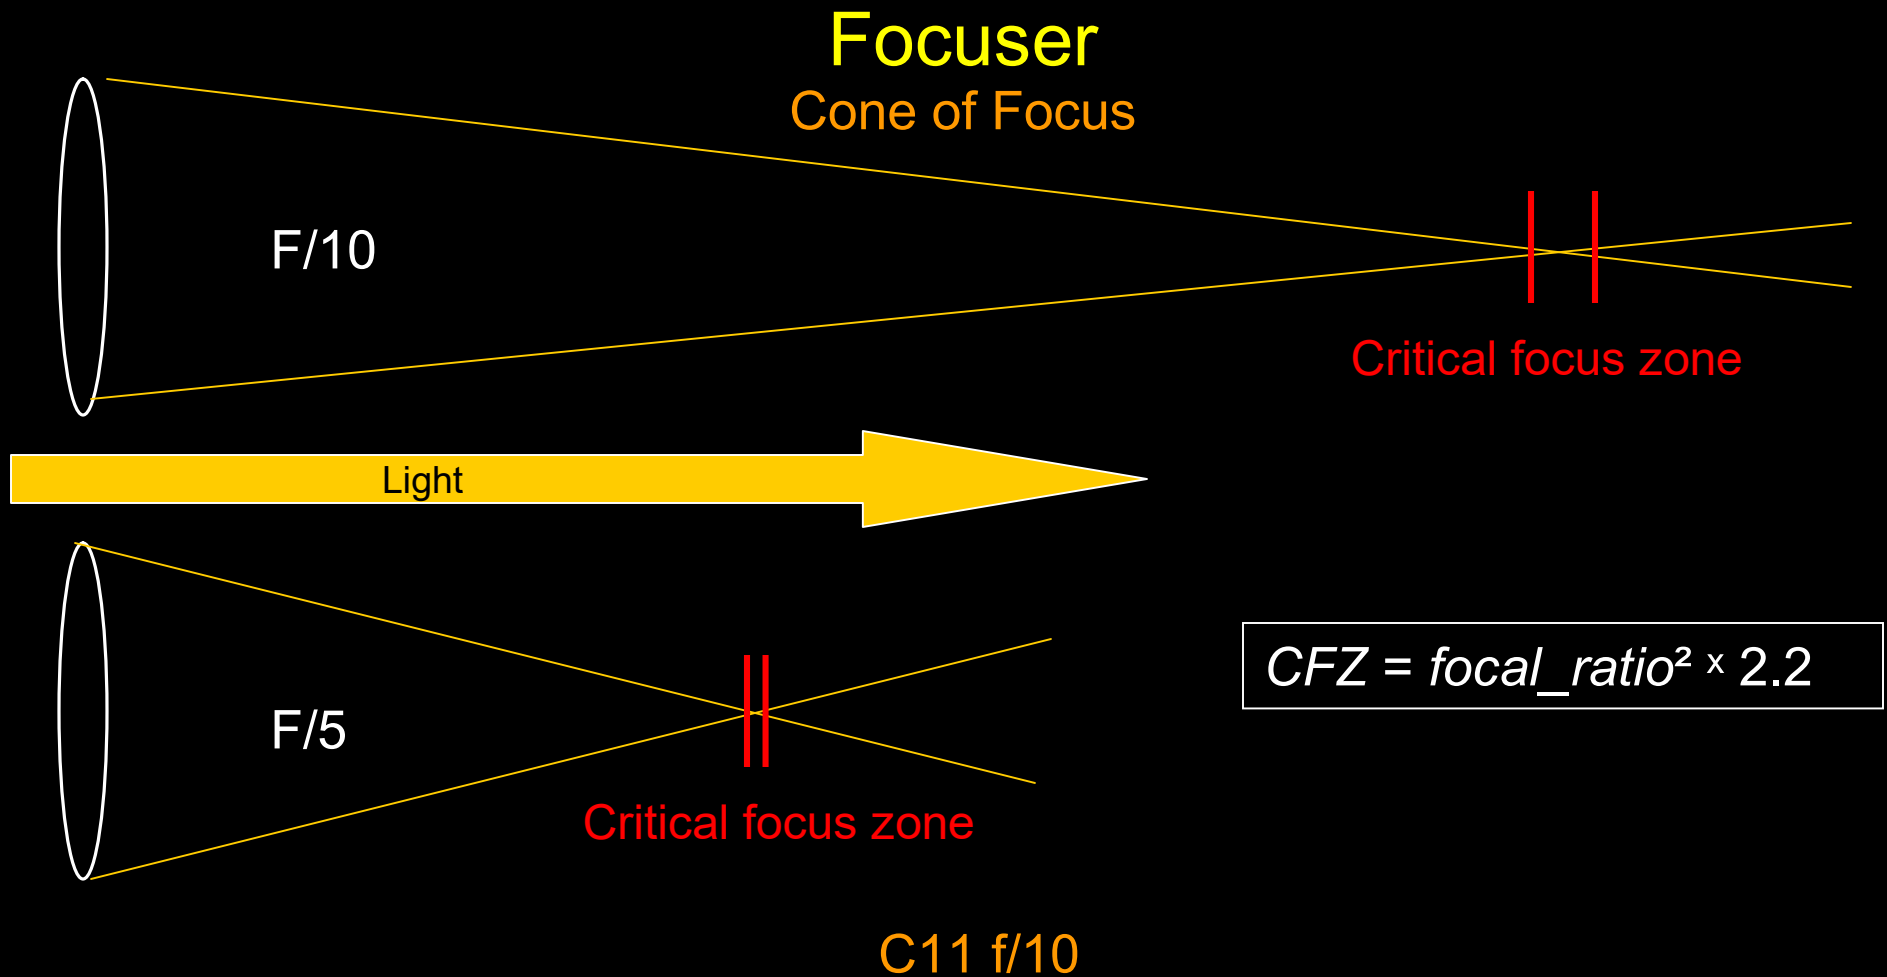 Focuser
Cone of Focus
F/10
Critical focus zone
Light
CFZ = focal_ratio² x 2.2
F/5
Critical focus zone
C11 f/10